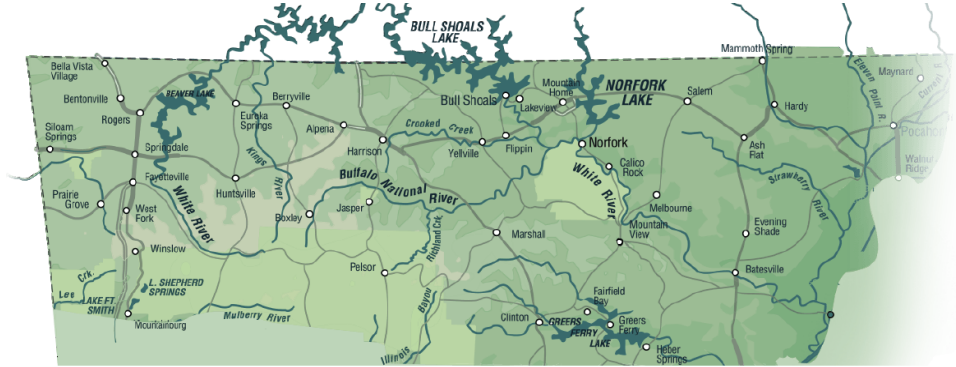 BULL SHOALS
LAKE
Mammoth Spring
Bella Vista
Village
Eleven Point R.
Maynard
Current R.
Bentonville
BEAVER LAKE
Berryville
Bull Shoals
Mountain
Home
Lakeview
NORFORK
LAKE
Salem
Hardy
Rogers
Eureka
Springs
Alpena
Crooked
Creek
Siloam
Springs
Springdale
Harrison
Yellville
Flippin
Norfork
Ash
Flat
Kings
River
Fayetteville
Huntsville
Buffalo National
River
Calico
Rock
Strawberry
River
Prairie
Grove
White River
West
Fork
Boxley
Jasper
White River
Melbourne
Richland Crk.
Marshall
Mountain
View
Evening
Shade
Winslow
Pelsor
Batesville
Lee
Crk.
L. SHEPHERD
SPRINGS
LAKE FT.
SMITH
Mountainburg
Mulberry River
Illinois
Bayou
Clinton
Fairfield
Bay
GREERS
FERRY
LAKE
Greers
Ferry
Heber
Springs